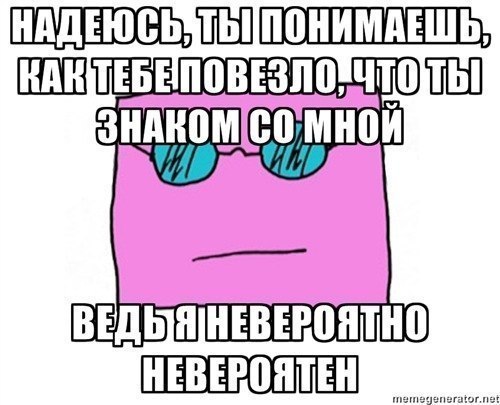 НАДЕЮСЬ, ТЫ ПОНИМАЕШЬ,
КАК ТЕБЕ ПОВЕЗЛО, ЧТО ТЫ
ЗНАКОМ СО МНОЙ
ВЕДЬ Я НЕВЕРОЯТНО
НЕВЕРОЯТЕН
memegenerator.net